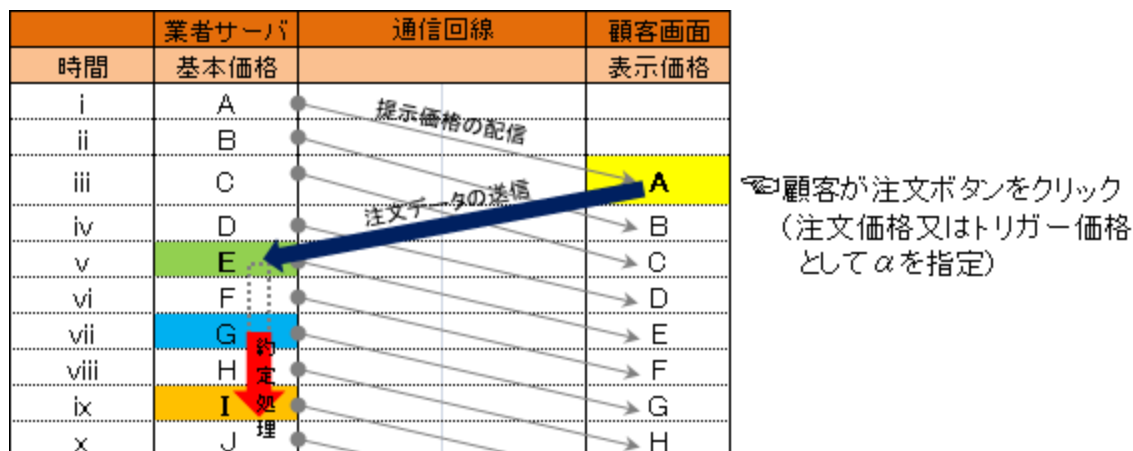 業者サーバ 通信回線 顧客画面
時間 基本価格 表示価格
i A
提示価格の配信
ii B
iii C A
☜顧客が注文ボタンをクリック
注文データの送信
iv D B
(注文価格又はトリガー価格
v E C
としてαを指定)
vi F D
vii G E
viii H F
ix I G
x J H
約定処理